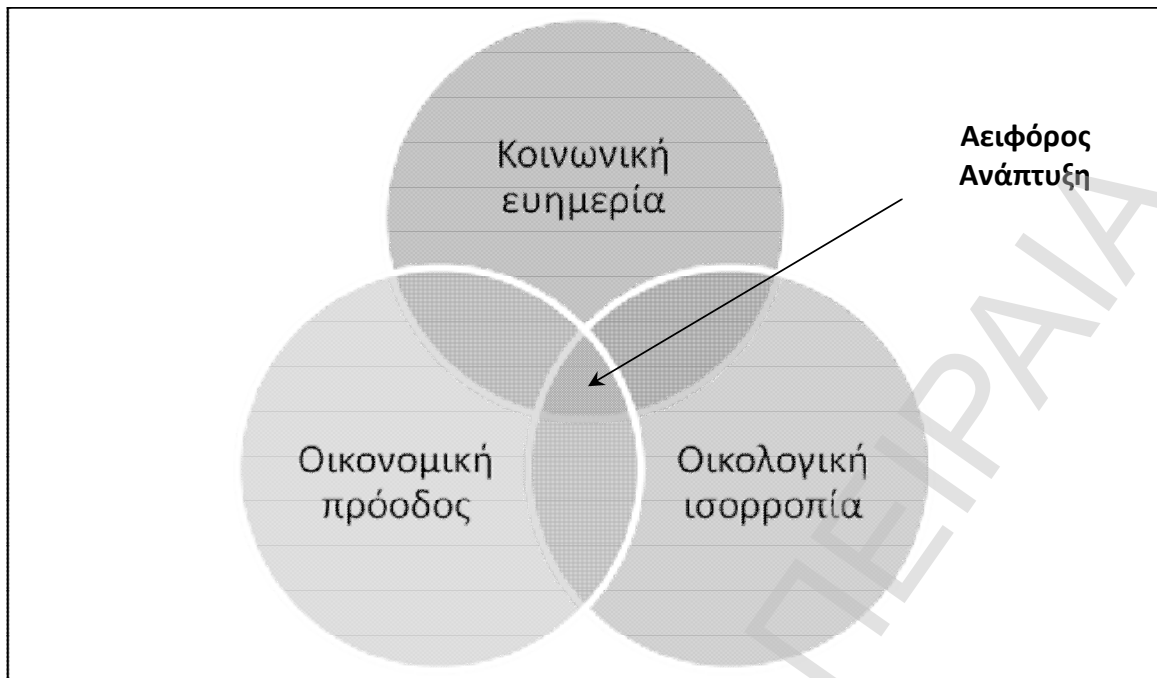 Κοινωνική
ευημερία
Αειφόρος
Ανάπτυξη
Οικονομική
πρόοδος
Οικολογική
ισορροπία
ΠΕΙΡΑΙΑ